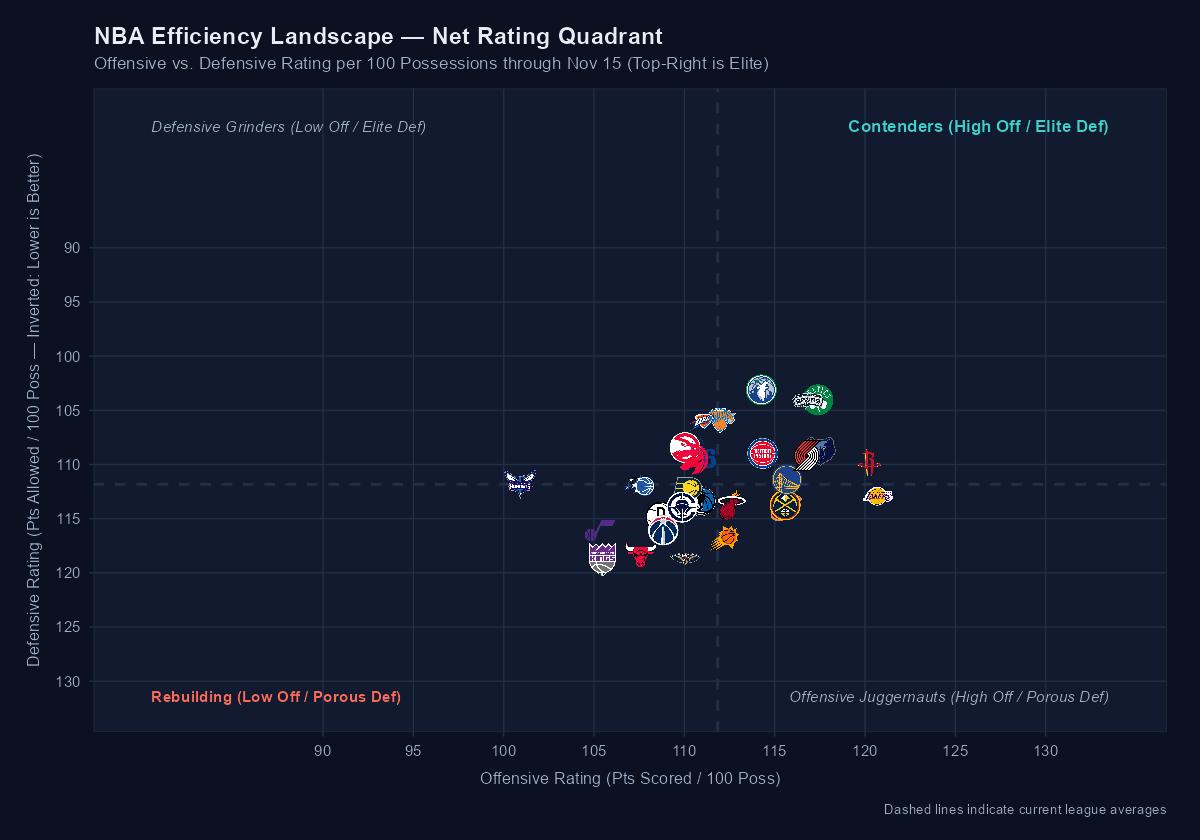 NBA Efficiency Landscape — Net Rating Quadrant
Offensive vs. Defensive Rating per 100 Possessions through Nov 15 (Top-Right is Elite)
Defensive Grinders (Low Off / Elite Def)
Contenders (High Off / Elite Def)
Defensive Rating (Pts Allowed / 100 Poss — Inverted: Lower is Better)
90
95
100
105
110
115
120
125
130
Rebuilding (Low Off / Porous Def)
Offensive Juggernauts (High Off / Porous Def)
90
95
100
105
110
115
120
125
130
Offensive Rating (Pts Scored / 100 Poss)
Dashed lines indicate current league averages